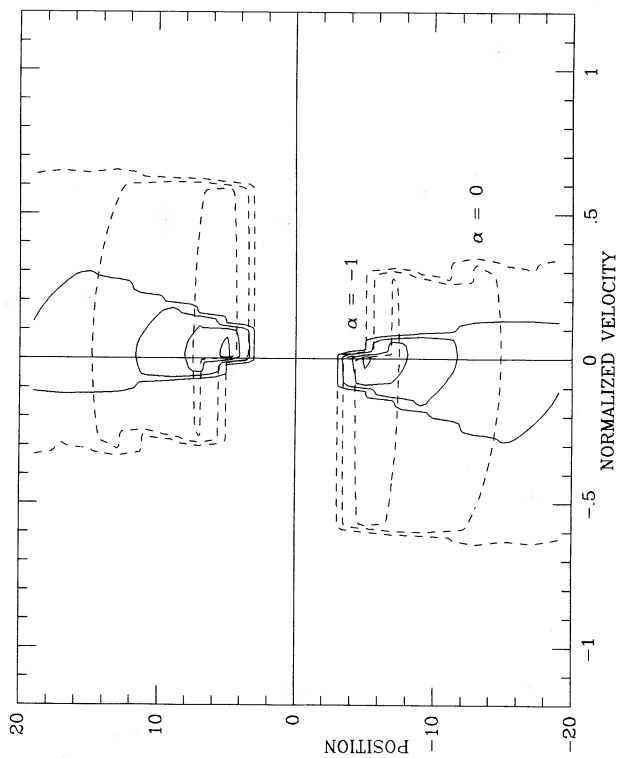 20
10
0
-10
-20
POSITION
α = -1
α = 0
-1
-.5
0
.5
1
NORMALIZED VELOCITY